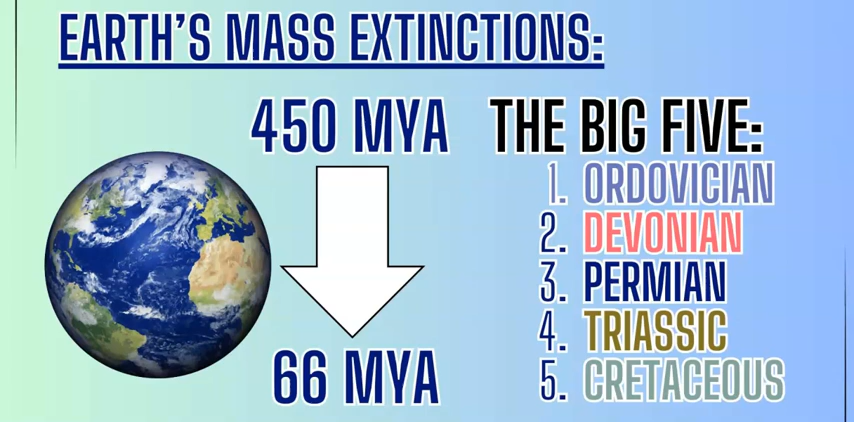 EARTH'S MASS EXTINCTIONS:
450 MYA
66 MYA
THE BIG FIVE:
1. ORDOVICIAN
2. DEVONIAN
3. PERMIAN
4. TRIASSIC
5. CRETACEOUS